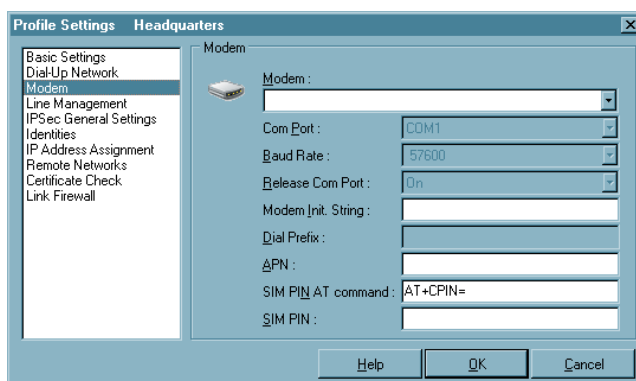 Profile Settings Headquarters
Basic Settings
Dial-Up Network
Modem
Line Management
IPSec General Settings
Identities
IP Address Assignment
Remote Networks
Certificate Check
Link Firewall
Modem
Modem :
Com Port : COM1
Baud Rate : 57600
Release Com Port : On
Modem Init. String :
Dial Prefix :
APN :
SIM PIN AT command : AT+CPIN=
SIM PIN :
Help OK Cancel